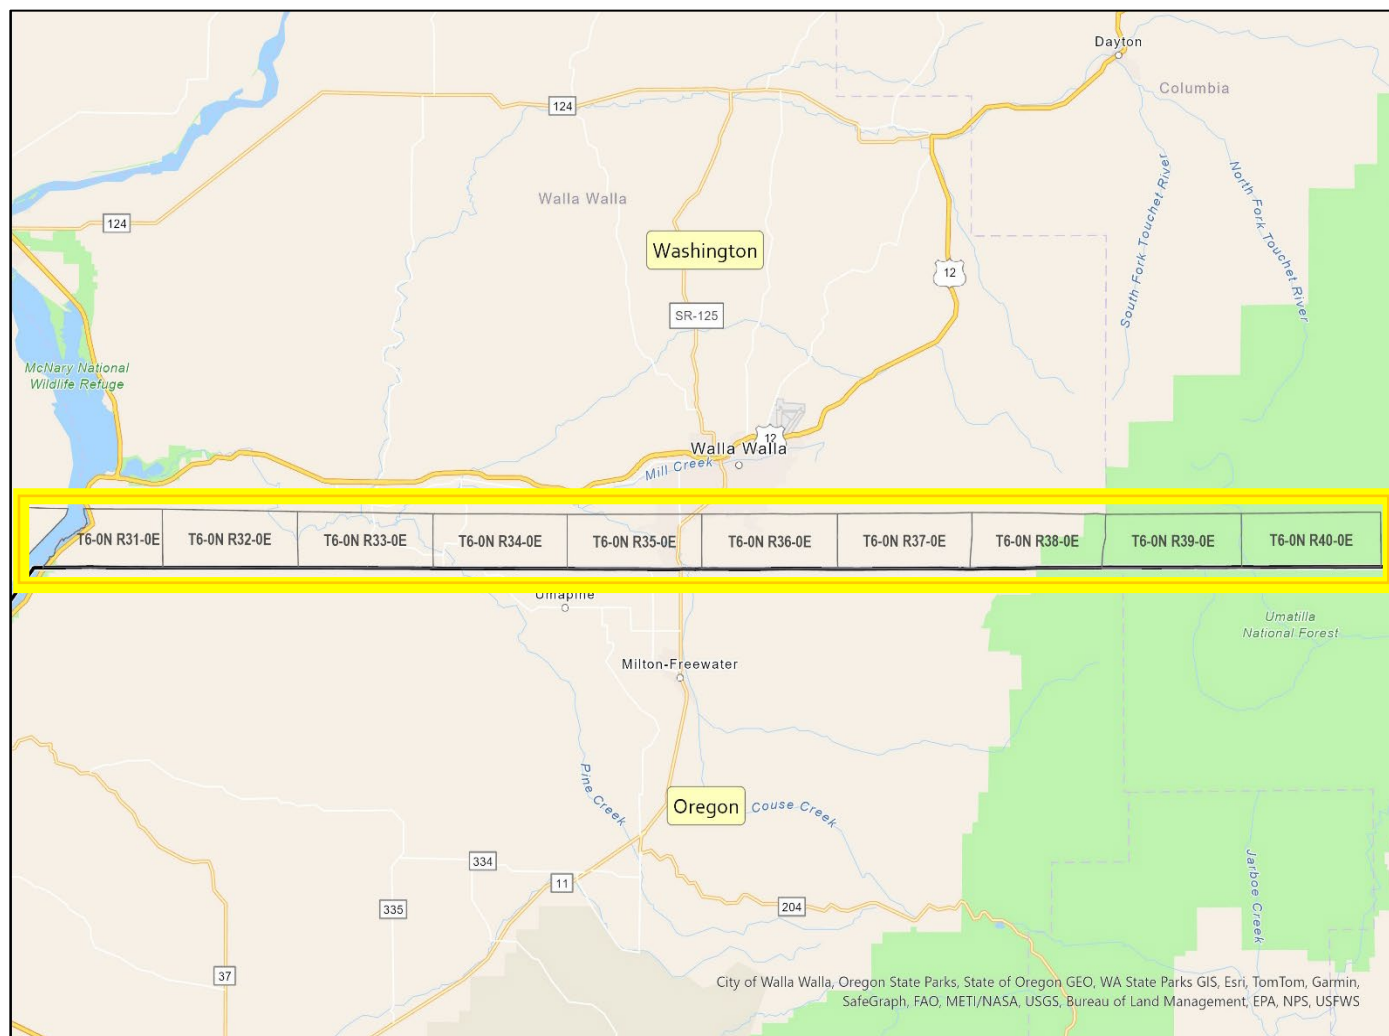 Dayton
Columbia
124
124
Walla Walla
Washington
12
South Fork Touchet River
North Fork Touchet River
SR-125
McNary National
Wildlife Refuge
12
Walla Walla
Mill Creek
T6-0N R31-0E
T6-0N R32-0E
T6-0N R33-0E
T6-0N R34-0E
T6-0N R35-0E
T6-0N R36-0E
T6-0N R37-0E
T6-0N R38-0E
T6-0N R39-0E
T6-0N R40-0E
Umapine
Umatilla
National Forest
Milton-Freewater
Pine Creek
Oregon
Couse Creek
334
11
335
204
Jarboe Creek
37
City of Walla Walla, Oregon State Parks, State of Oregon GEO, WA State Parks GIS, Esri, TomTom, Garmin,
SafeGraph, FAO, METI/NASA, USGS, Bureau of Land Management, EPA, NPS, USFWS